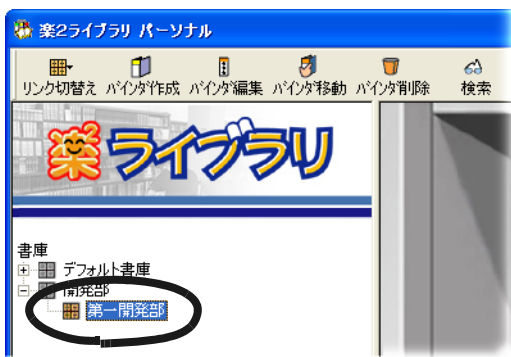 楽2ライブラリ パーソナル
リンク切替え バインダ作成 バインダ編集 バインダ移動 バインダ削除 検索
楽 ライブラリ
書庫
デフォルト書庫
開発部
第一開発部